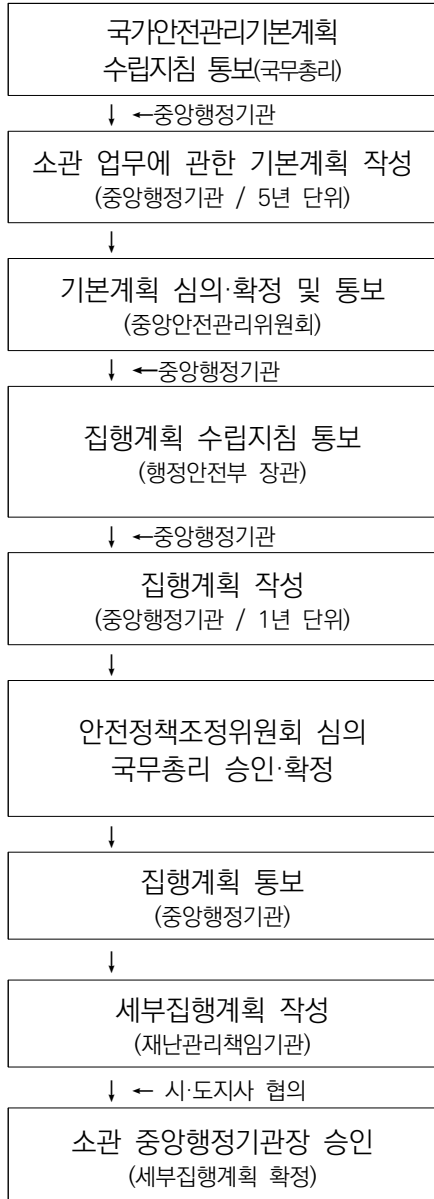 국가안전관리기본계획
수립지침 통보(국무총리)
↓ ←중앙행정기관
소관 업무에 관한 기본계획 작성
(중앙행정기관 / 5년 단위)
↓
기본계획 심의·확정 및 통보
(중앙안전관리위원회)
↓ ←중앙행정기관
집행계획 수립지침 통보
(행정안전부 장관)
↓ ←중앙행정기관
집행계획 작성
(중앙행정기관 / 1년 단위)
↓
안전정책조정위원회 심의
국무총리 승인·확정
↓
집행계획 통보
(중앙행정기관)
↓
세부집행계획 작성
(재난관리책임기관)
↓ ← 시·도지사 협의
소관 중앙행정기관장 승인
(세부집행계획 확정)